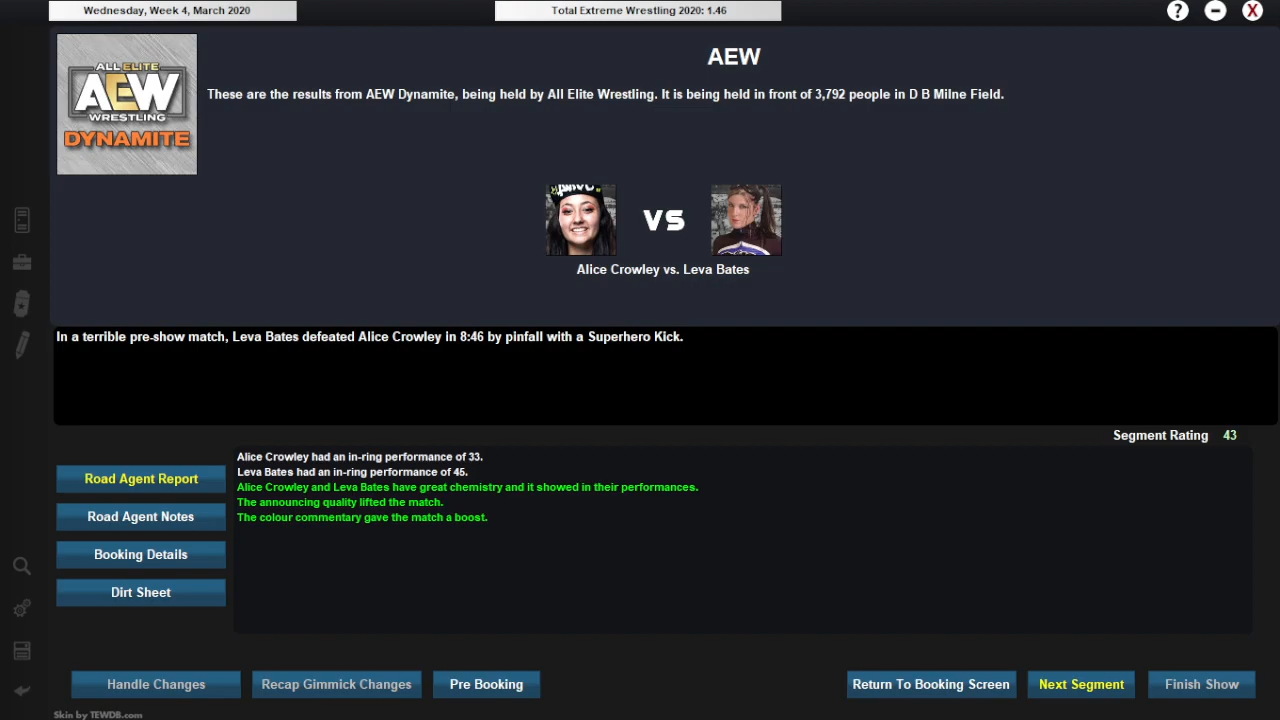 Wednesday, Week 4, March 2020
Total Extreme Wrestling 2020: 1.46
?
X
ALL ELITE
AEW
WRESTLING
DYNAMITE
AEW
These are the results from AEW Dynamite, being held by All Elite Wrestling. It is being held in front of 3,792 people in D B Milne Field.
VS
Alice Crowley vs. Leva Bates
In a terrible pre-show match, Leva Bates defeated Alice Crowley in 8:46 by pinfall with a Superhero Kick.
Segment Rating 43
Alice Crowley had an in-ring performance of 33.
Leva Bates had an in-ring performance of 45.
Alice Crowley and Leva Bates have great chemistry and it showed in their performances.
The announcing quality lifted the match.
The colour commentary gave the match a boost.
Road Agent Report
Road Agent Notes
Booking Details
Dirt Sheet
Handle Changes
Recap Gimmick Changes
Pre Booking
Return To Booking Screen
Next Segment
Finish Show
Skin by TEWDB.com